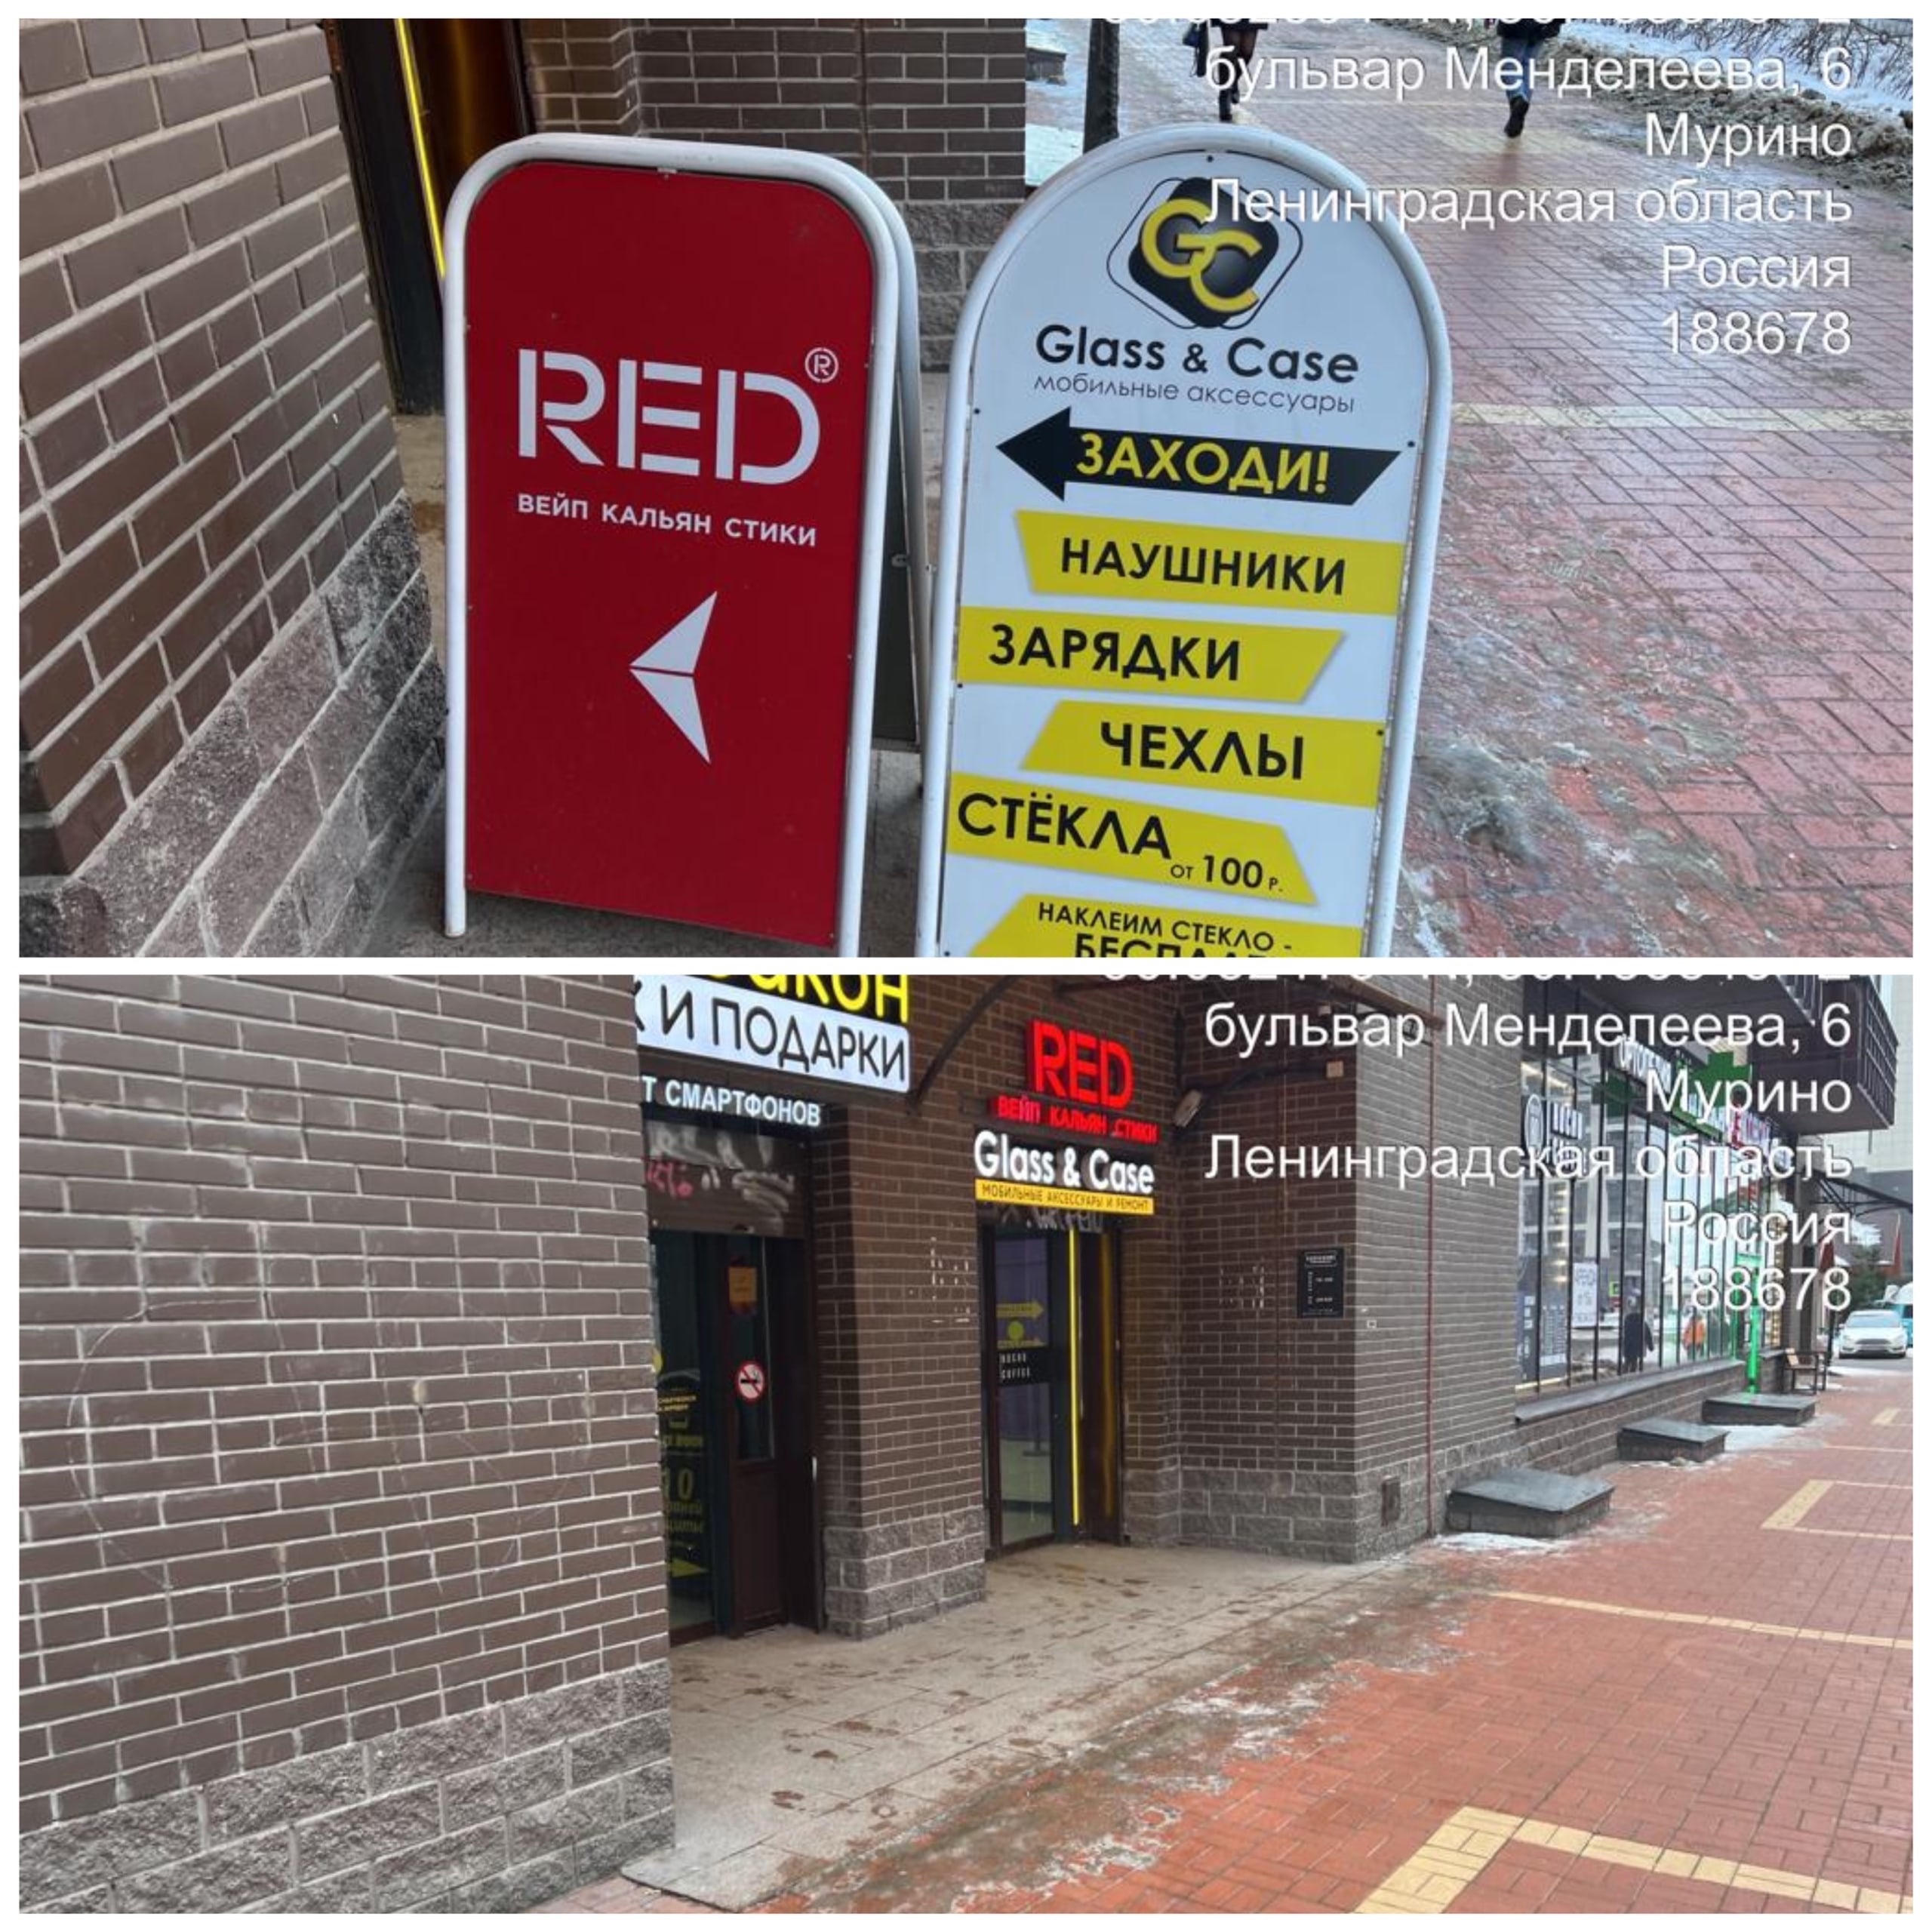 бульвар Менделеева, 6
Мурино
Ленинградская область
Россия
188678
RED®
ВЕЙП КАЛЬЯН СТИКИ
GC
Glass & Case
мобильные аксессуары
ЗАХОДИ!
НАУШНИКИ
ЗАРЯДКИ
ЧЕХЛЫ
СТЁКЛА
от 100 Р.
НАКЛЕИМ СТЕКЛО -
бульвар Менделеева, 6
Мурино
Ленинградская область
Россия
188678
И ПОДАРКИ
Т СМАРТФОНОВ
RED
ВЕЙП КАЛЬЯН СТИКИ
Glass & Case
МОБИЛЬНЫЕ АКСЕССУАРЫ И РЕМОНТ
COFFEE
10